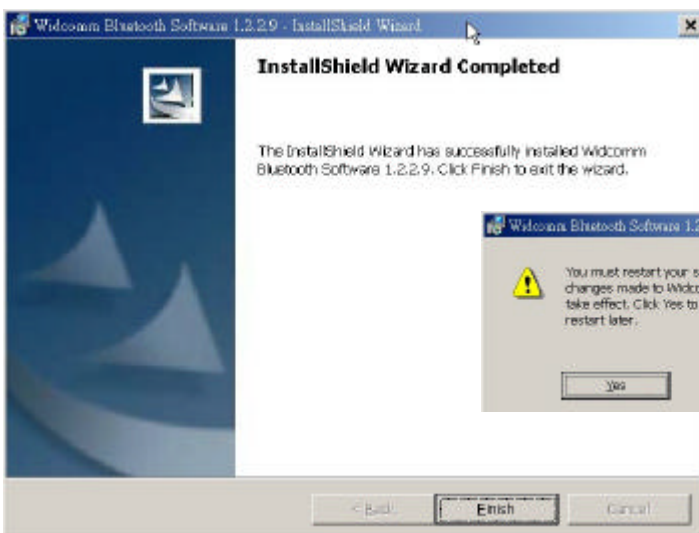 Widcomm Bluetooth Software 1.2.2.9 - InstallShield Wizard
InstallShield Wizard Completed
The InstallShield Wizard has successfully installed Widcomm
Bluetooth Software 1.2.2.9. Click Finish to exit the wizard.
Widcomm Bluetooth Software 1.2
You must restart your s
changes made to Widco
take effect. Click Yes to
restart later.
Yes
< Back
Finish
Cancel